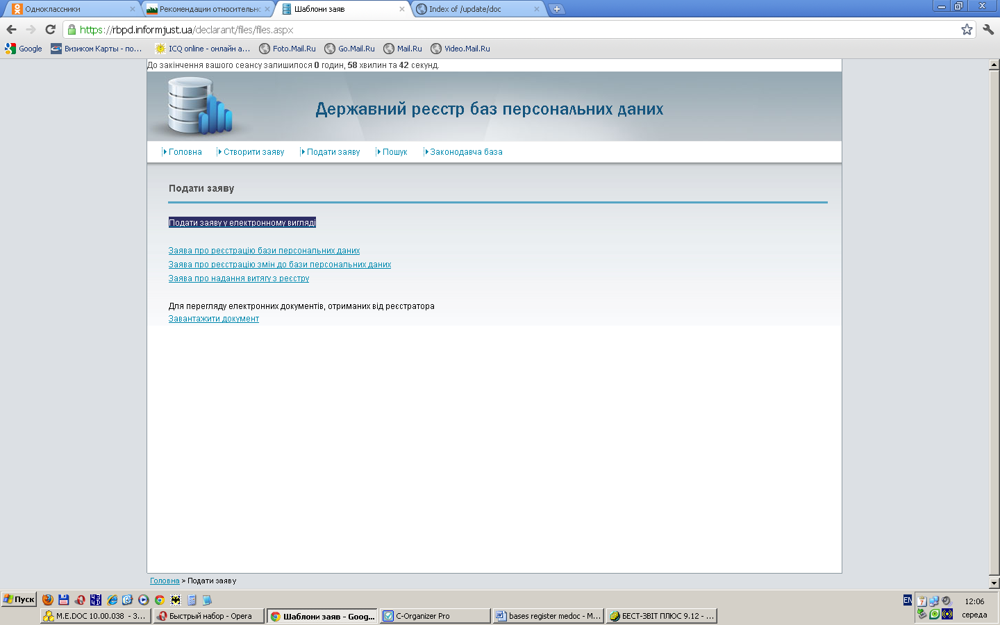 Одноклассники
Рекомендации относительно
Шаблони заяв
Index of /update/doc
https://rbpd.informjust.ua/declarant/files/files.aspx
Google
Визиком Карты - по...
ICQ online - онлайн а...
Foto.Mail.Ru
Go.Mail.Ru
Mail.Ru
Video.Mail.Ru
До закінчення вашого сеансу залишилося 0 годин, 58 хвилин та 42 секунд.
Державний реєстр баз персональних даних
Головна
Створити заяву
Подати заяву
Пошук
Законодавча база
Подати заяву
Подати заяву у електронному вигляді
Заява про реєстрацію бази персональних даних
Заява про реєстрацію змін до бази персональних даних
Заява про надання витягу з реєстру
Для перегляду електронних документів, отриманих від реєстратора
Завантажити документ
Головна > Подати заяву
Пуск
EN
12:06
M.E.DOC 10.00.038 - З...
Быстрый набор - Opera
Шаблони заяв - Goog...
C-Organizer Pro
bases register medoc - M...
БЕСТ-ЗВІТ ПЛЮС 9.12 - ...
середа